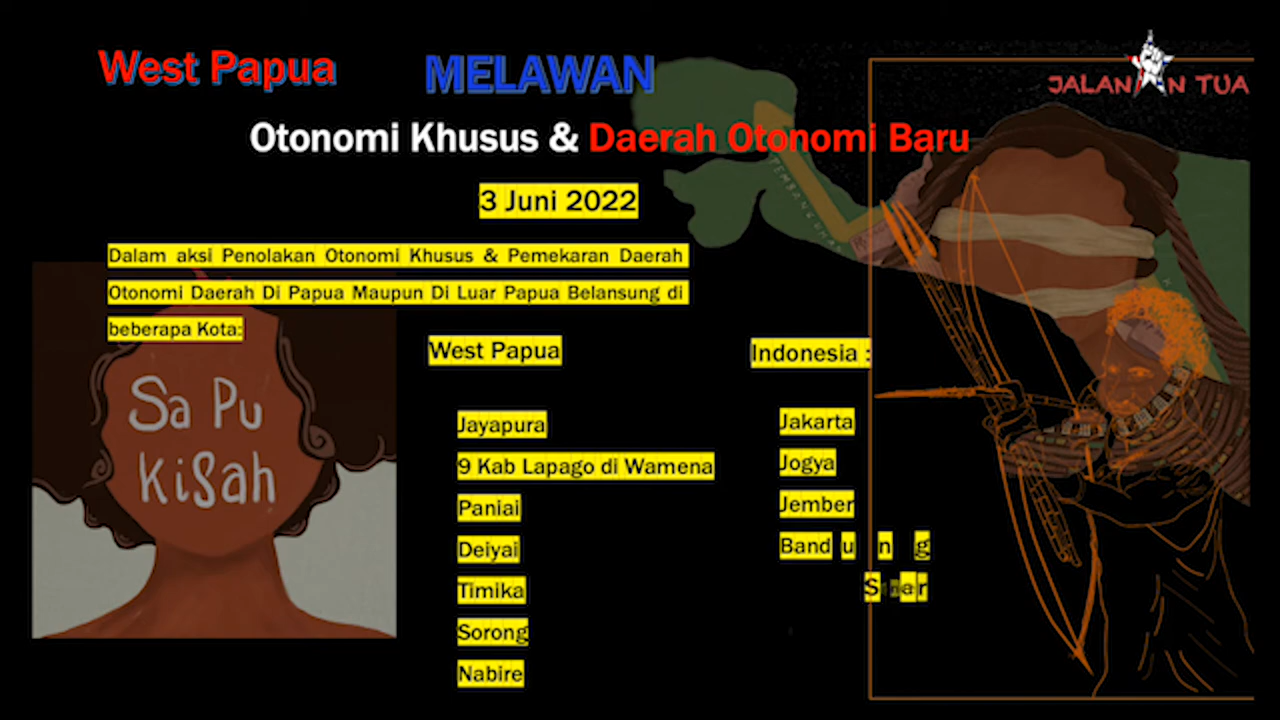 West Papua MELAWAN
JALANAN TUA
Otonomi Khusus & Daerah Otonomi Baru
3 Juni 2022
Dalam aksi Penolakan Otonomi Khusus & Pemekaran Daerah
Otonomi Daerah Di Papua Maupun Di Luar Papua Belansung di
beberapa Kota:
West Papua
Indonesia :
Sa Pu
Kisah
Jayapura
9 Kab Lapago di Wamena
Paniai
Deiyai
Timika
Sorong
Nabire
Jakarta
Jogya
Jember
Bandung